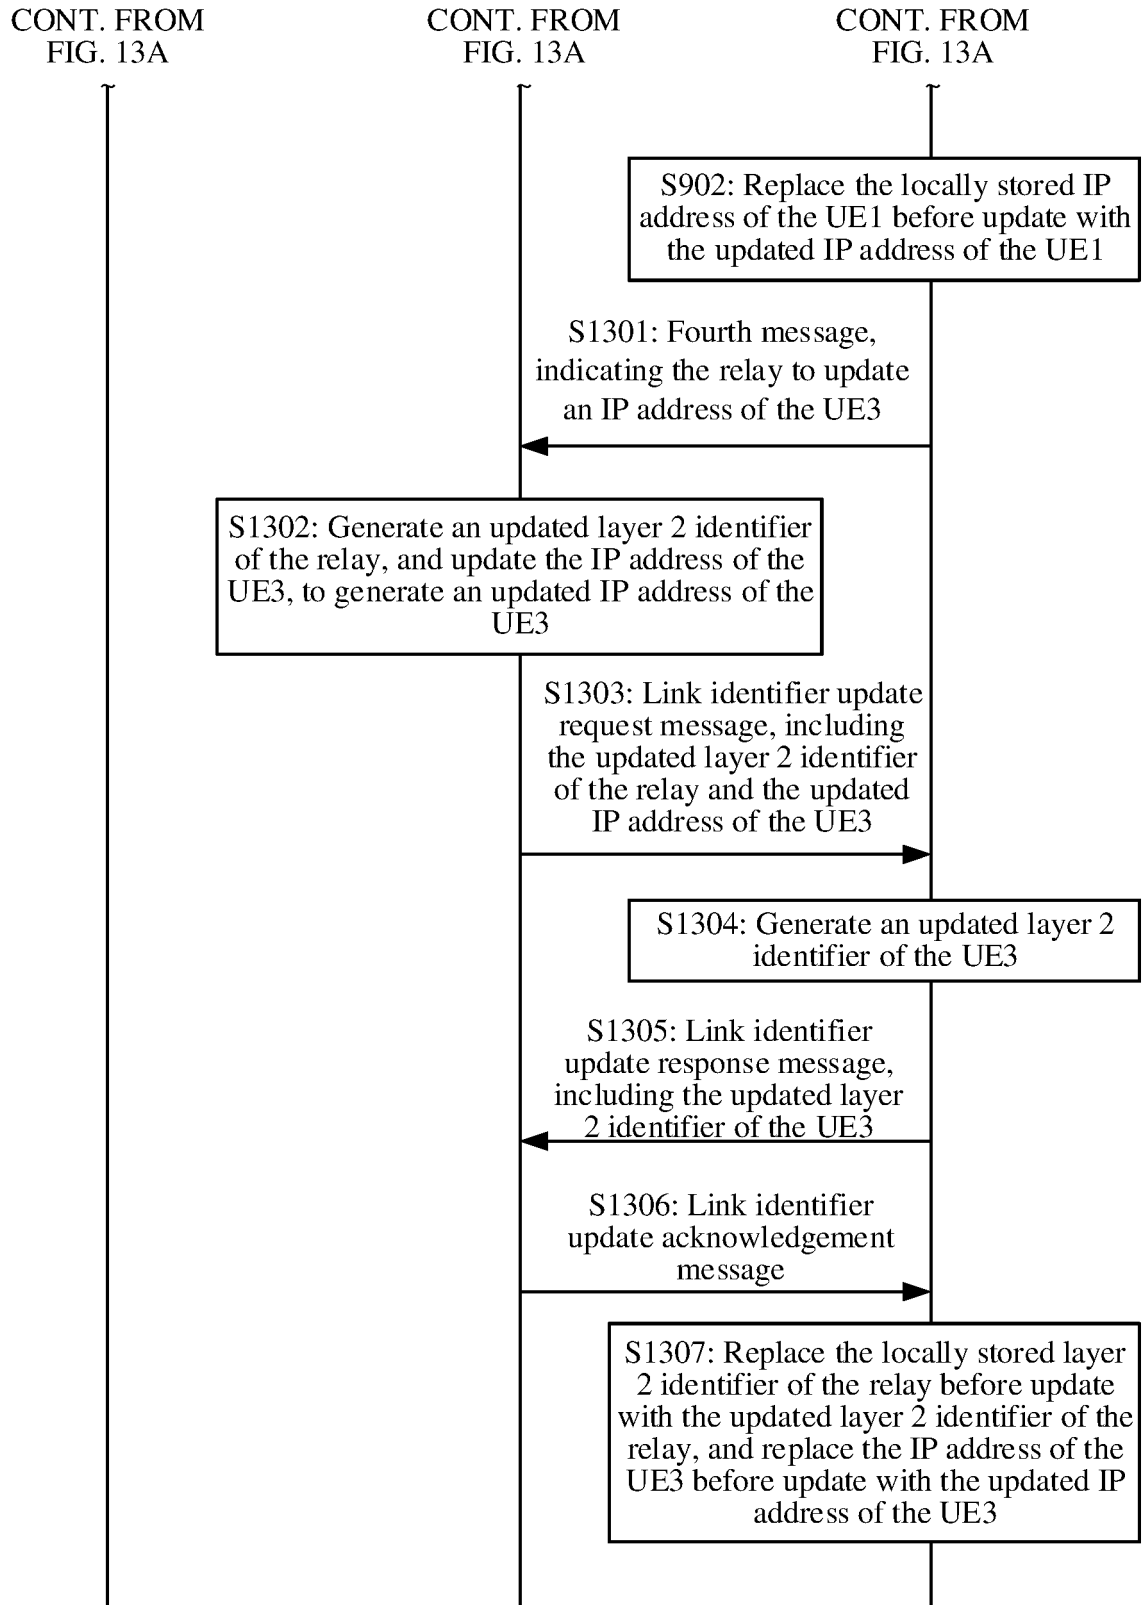 CONT. FROM
FIG. 13A
CONT. FROM
FIG. 13A
CONT. FROM
FIG. 13A
S902: Replace the locally stored IP
address of the UE1 before update with
the updated IP address of the UE1
S1301: Fourth message,
indicating the relay to update
an IP address of the UE3
S1302: Generate an updated layer 2 identifier
of the relay, and update the IP address of the
UE3, to generate an updated IP address of the
UE3
S1303: Link identifier update
request message, including
the updated layer 2 identifier
of the relay and the updated
IP address of the UE3
S1304: Generate an updated layer 2
identifier of the UE3
S1305: Link identifier
update response message,
including the updated layer
2 identifier of the UE3
S1306: Link identifier
update acknowledgement
message
S1307: Replace the locally stored layer
2 identifier of the relay before update
with the updated layer 2 identifier of the
relay, and replace the IP address of the
UE3 before update with the updated IP
address of the UE3